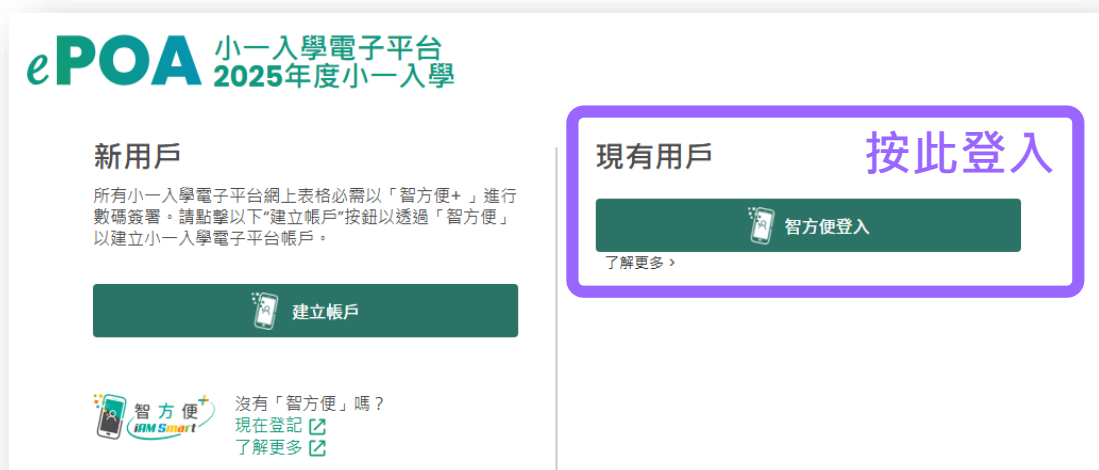 ePOA 小一入學電子平台
2025年度小一入學
新用戶
所有小一入學電子平台網上表格必需以「智方便+ 」進行
數碼簽署。請點擊以下"建立帳戶"按鈕以透過「智方便」
以建立小一入學電子平台帳戶。
建立帳戶
智方便+
iAM Smart
沒有「智方便」嗎？
現在登記
了解更多
現有用戶
按此登入
智方便登入
了解更多 ›